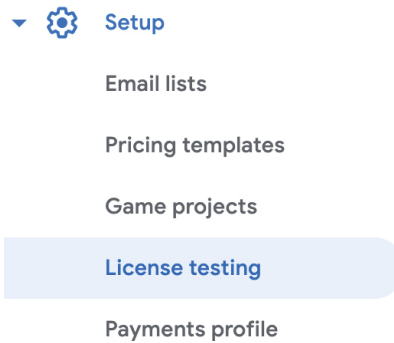 Setup
Email lists
Pricing templates
Game projects
License testing
Payments profile